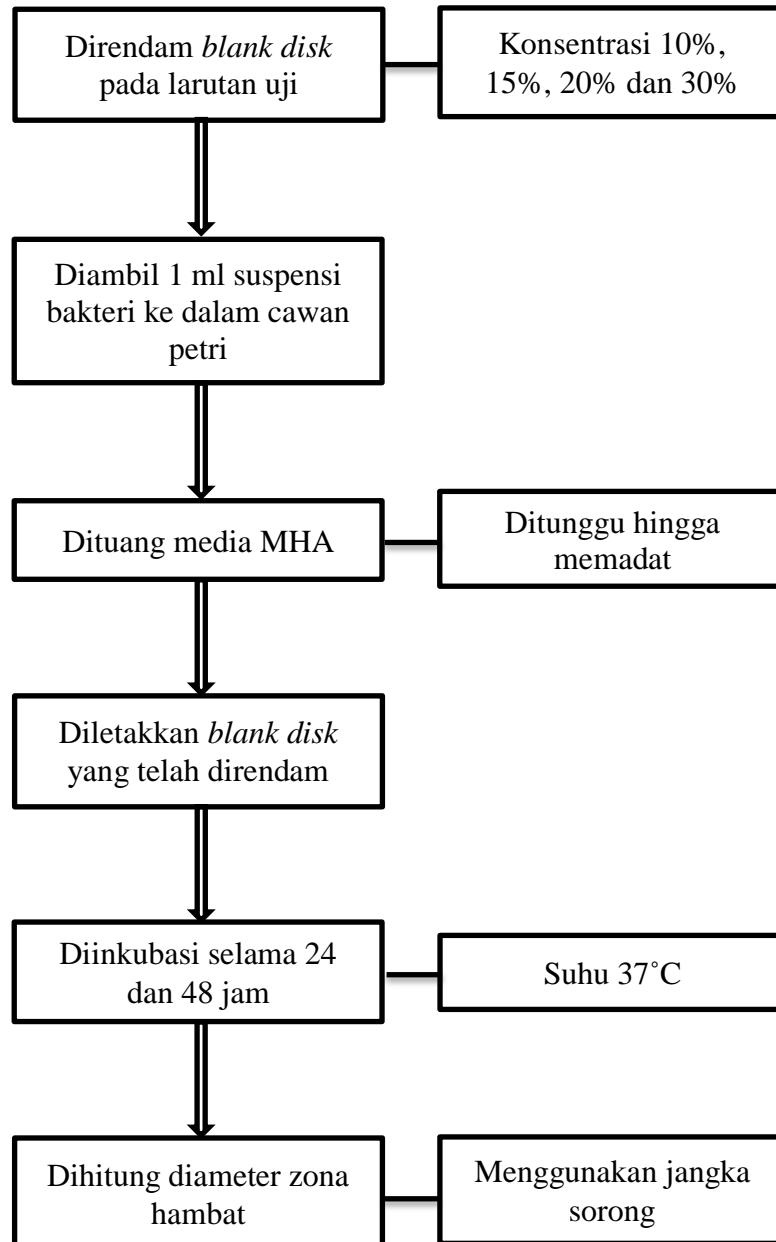 Direndam blank disk
pada larutan uji
Konsentrasi 10%,
15%, 20% dan 30%
Diambil 1 ml suspensi
bakteri ke dalam cawan
petri
Dituang media MHA
Ditunggu hingga
memadat
Diletakkan blank disk
yang telah direndam
Diinkubasi selama 24
dan 48 jam
Suhu 37˚C
Dihitung diameter zona
hambat
Menggunakan jangka
sorong